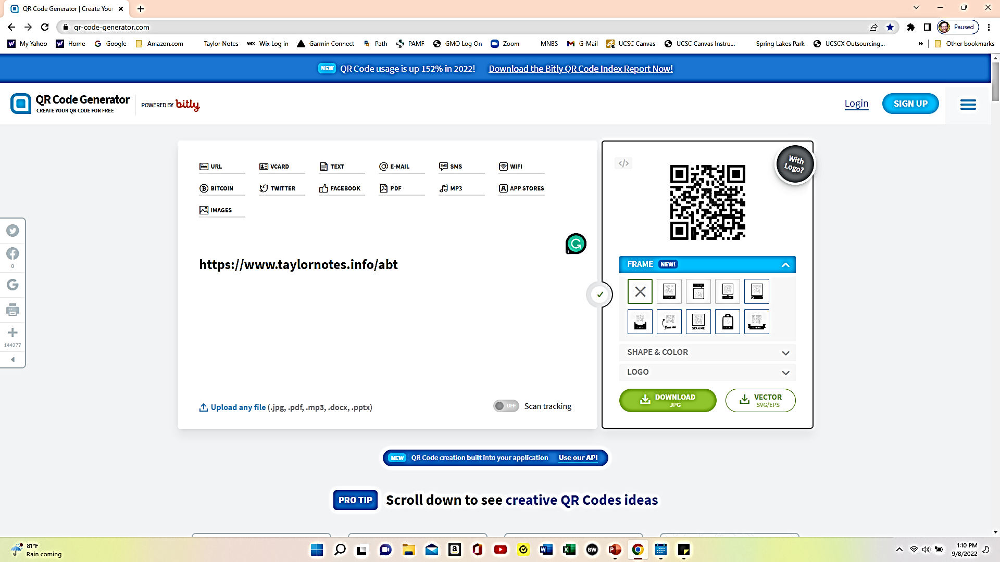 QR Code Generator | Create Your
qr-code-generator.com
Paused
My Yahoo Home Google Amazon.com Taylor Notes Wix Log in Garmin Connect Path PAMF GMO Log On Zoom MNBS G-Mail UCSC Canvas UCSC Canvas Instru... Spring Lakes Park UCSCX Outsourcing... » Other bookmarks
NEW QR Code usage is up 152% in 2022! Download the Bitly QR Code Index Report Now!
QR Code Generator
CREATE YOUR QR CODE FOR FREE
POWERED BY bitly
Login
SIGN UP
URL VCARD TEXT E-MAIL SMS WIFI
BITCOIN TWITTER FACEBOOK PDF MP3 APP STORES
IMAGES
With
Logo?
0
144277
https://www.taylornotes.info/abt
FRAME NEW!
Scan me
SCAN ME
SHAPE & COLOR
LOGO
DOWNLOAD
JPG
VECTOR
SVG/EPS
Upload any file (.jpg, .pdf, .mp3, .docx, .pptx)
OFF Scan tracking
NEW QR Code creation built into your application Use our API
PRO TIP Scroll down to see creative QR Codes ideas
81°F
Rain coming
1:10 PM
9/8/2022